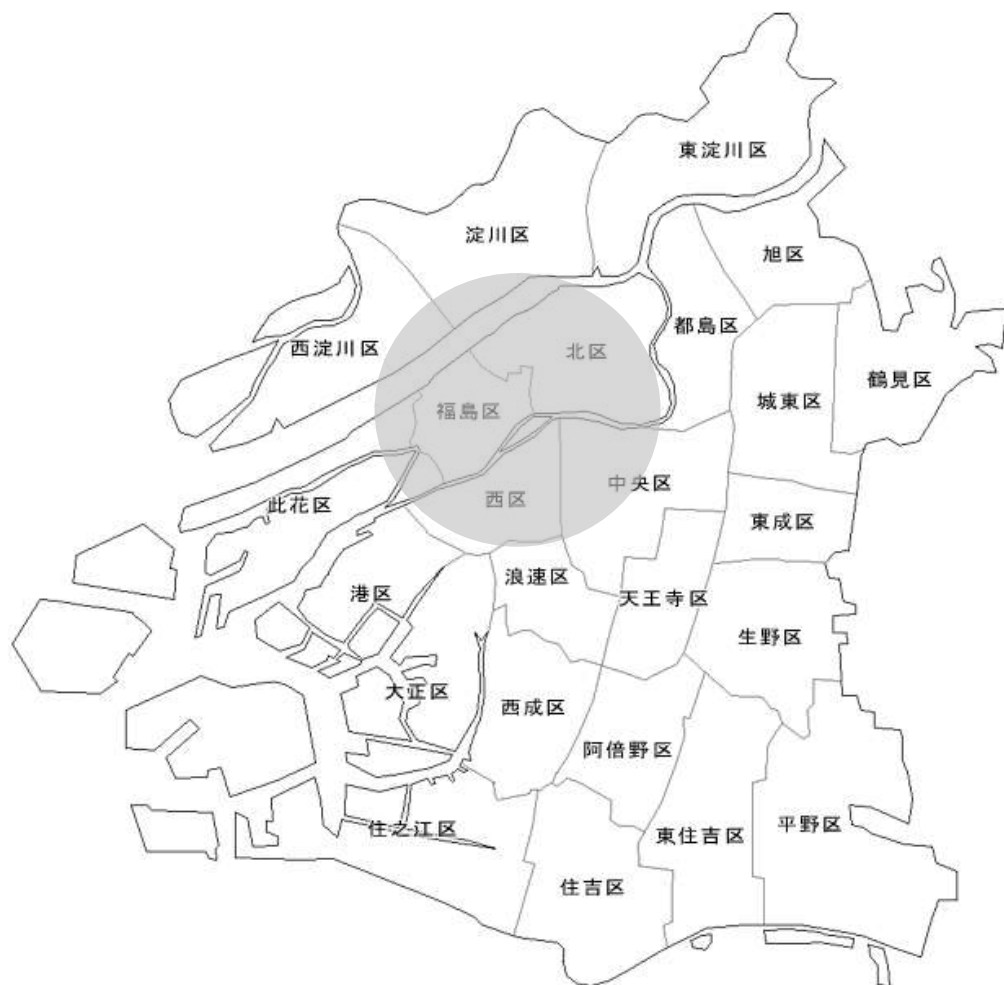 東淀川区
淀川区
旭区
都島区
西淀川区
北区
鶴見区
城東区
福島区
中央区
西区
此花区
東成区
浪速区
港区
天王寺区
生野区
大正区
西成区
阿倍野区
住之江区
東住吉区
平野区
住吉区